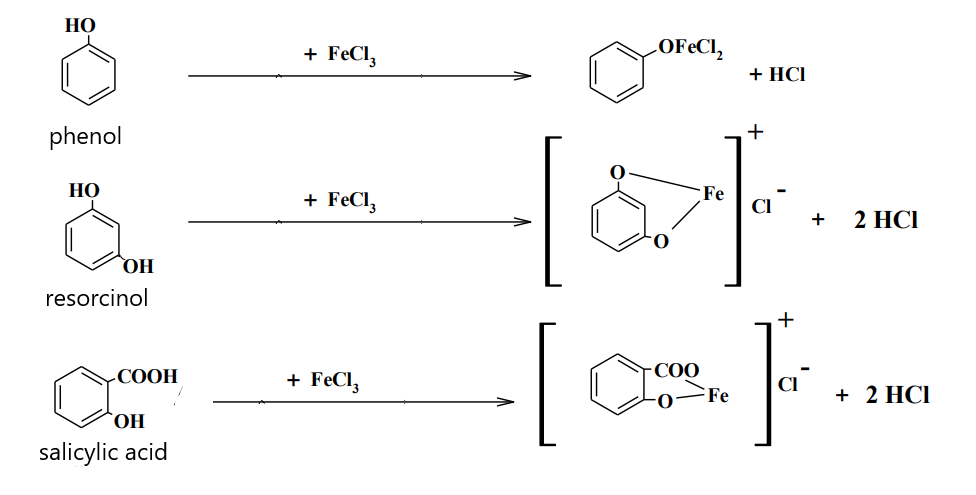 HO
+ FeCl3
OFeCl2
+ HCl
phenol
+
HO
+ FeCl3
O
Fe
Cl
-
+ 2 HCl
OH
O
resorcinol
+
COOH
+ FeCl3
COO
Fe
Cl
-
+ 2 HCl
OH
O
salicylic acid